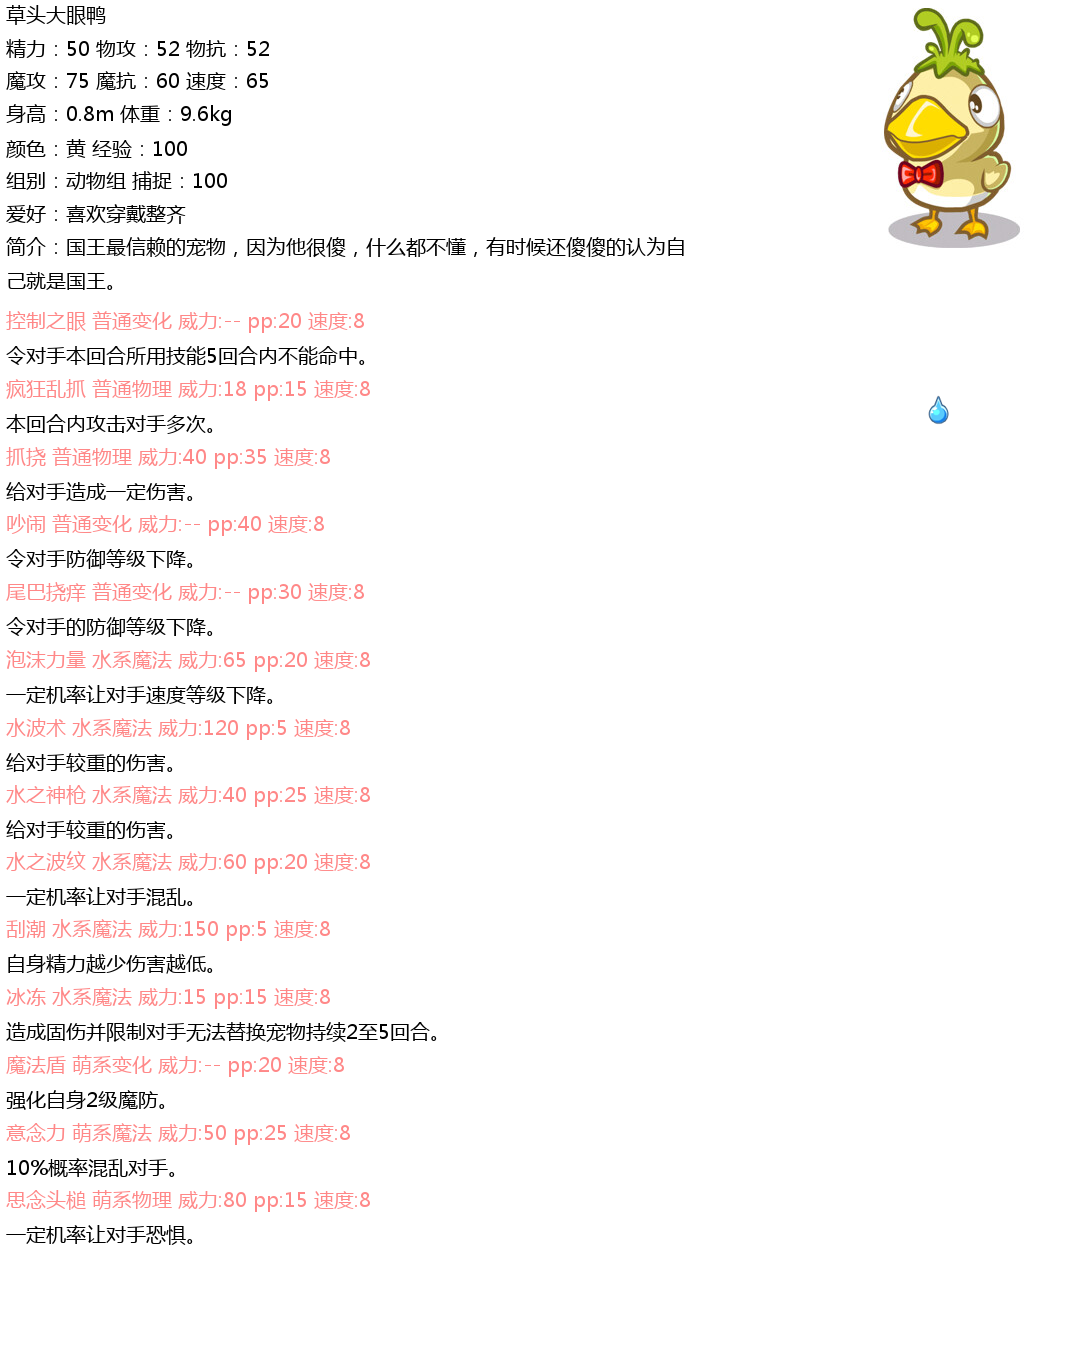 草头大眼鸭
精力：50 物攻：52 物抗：52
魔攻：75 魔抗：60 速度：65
身高：0.8m 体重：9.6kg
颜色：黄 经验：100
组别：动物组 捕捉：100
爱好：喜欢穿戴整齐
简介：国王最信赖的宠物，因为他很傻，什么都不懂，有时候还傻傻的认为自
己就是国王。
控制之眼 普通变化 威力:-- pp:20 速度:8
令对手本回合所用技能5回合内不能命中。
疯狂乱抓 普通物理 威力:18 pp:15 速度:8
本回合内攻击对手多次。
抓挠 普通物理 威力:40 pp:35 速度:8
给对手造成一定伤害。
吵闹 普通变化 威力:-- pp:40 速度:8
令对手防御等级下降。
尾巴挠痒 普通变化 威力:-- pp:30 速度:8
令对手的防御等级下降。
泡沫力量 水系魔法 威力:65 pp:20 速度:8
一定机率让对手速度等级下降。
水波术 水系魔法 威力:120 pp:5 速度:8
给对手较重的伤害。
水之神枪 水系魔法 威力:40 pp:25 速度:8
给对手较重的伤害。
水之波纹 水系魔法 威力:60 pp:20 速度:8
一定机率让对手混乱。
刮潮 水系魔法 威力:150 pp:5 速度:8
自身精力越少伤害越低。
冰冻 水系魔法 威力:15 pp:15 速度:8
造成固伤并限制对手无法替换宠物持续2至5回合。
魔法盾 萌系变化 威力:-- pp:20 速度:8
强化自身2级魔防。
意念力 萌系魔法 威力:50 pp:25 速度:8
10%概率混乱对手。
思念头槌 萌系物理 威力:80 pp:15 速度:8
一定机率让对手恐惧。